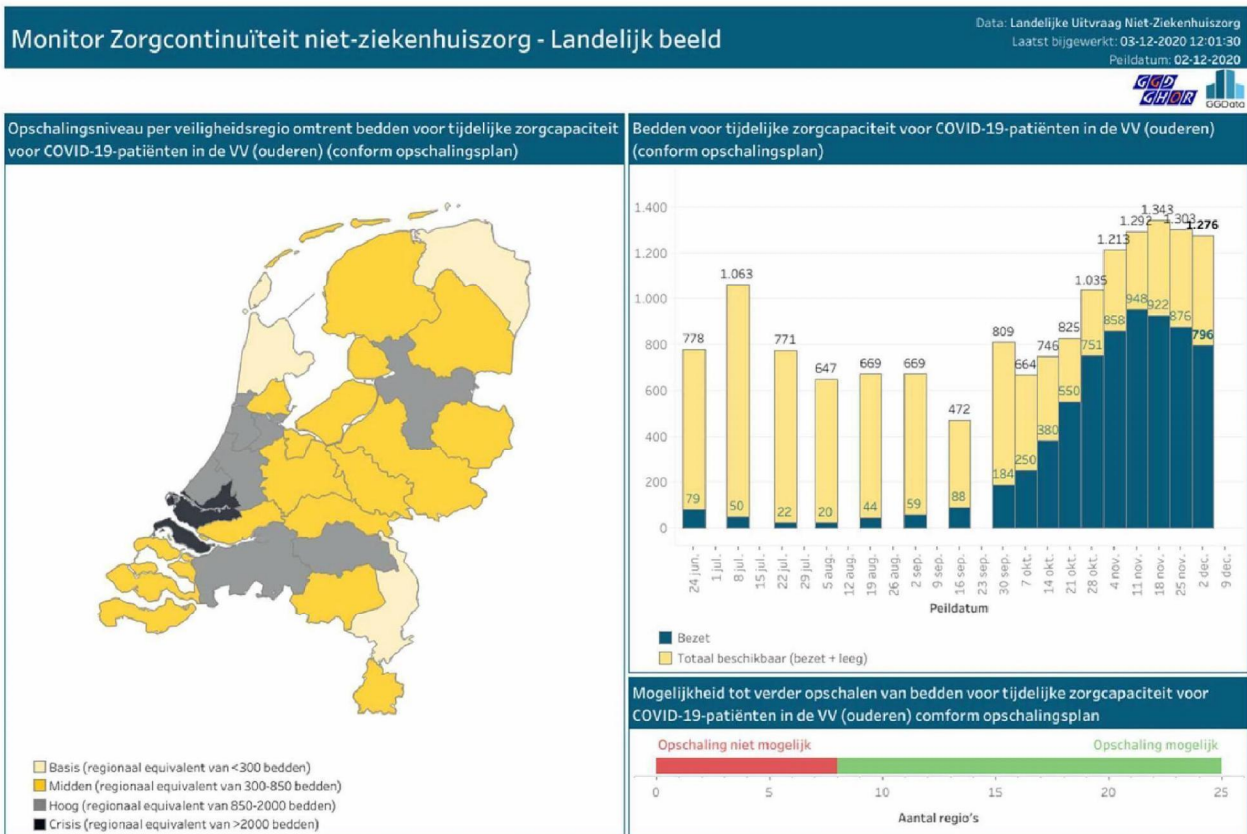 Monitor Zorgcontinuïteit niet-ziekenhuiszorg - Landelijk beeld
Data: Landelijke Uitvraag Niet-Ziekenhuiszorg
Laatst bijgewerkt: 03-12-2020 12:01:30
Peildatum: 02-12-2020
GGD
GHOR
GGData
Opschalingsniveau per veiligheidsregio omtrent bedden voor tijdelijke zorgcapaciteit
voor COVID-19-patiënten in de VV (ouderen) (conform opschalingsplan)
Basis (regionaal equivalent van <300 bedden)
Midden (regionaal equivalent van 300-850 bedden)
Hoog (regionaal equivalent van 850-2000 bedden)
Crisis (regionaal equivalent van >2000 bedden)
Bedden voor tijdelijke zorgcapaciteit voor COVID-19-patiënten in de VV (ouderen)
(conform opschalingsplan)
1.400
1.200
1.000
800
600
400
200
0
778
1.063
771
647
669
669
472
809
664
746
825
1.035
1.213
1.292
1.343
1.303
1.276
79
50
22
20
44
59
88
184
250
380
550
751
858
948
922
876
796
24 jun.
1 jul.
8 jul.
15 jul.
22 jul.
29 jul.
5 aug.
12 aug.
19 aug.
26 aug.
2 sep.
9 sep.
16 sep.
23 sep.
30 sep.
7 okt.
14 okt.
21 okt.
28 okt.
4 nov.
11 nov.
18 nov.
25 nov.
2 dec.
9 dec.
Peildatum
Bezet
Totaal beschikbaar (bezet + leeg)
Mogelijkheid tot verder opschalen van bedden voor tijdelijke zorgcapaciteit voor
COVID-19-patiënten in de VV (ouderen) comform opschalingsplan
Opschaling niet mogelijk
Opschaling mogelijk
0
5
10
15
20
25
Aantal regio's